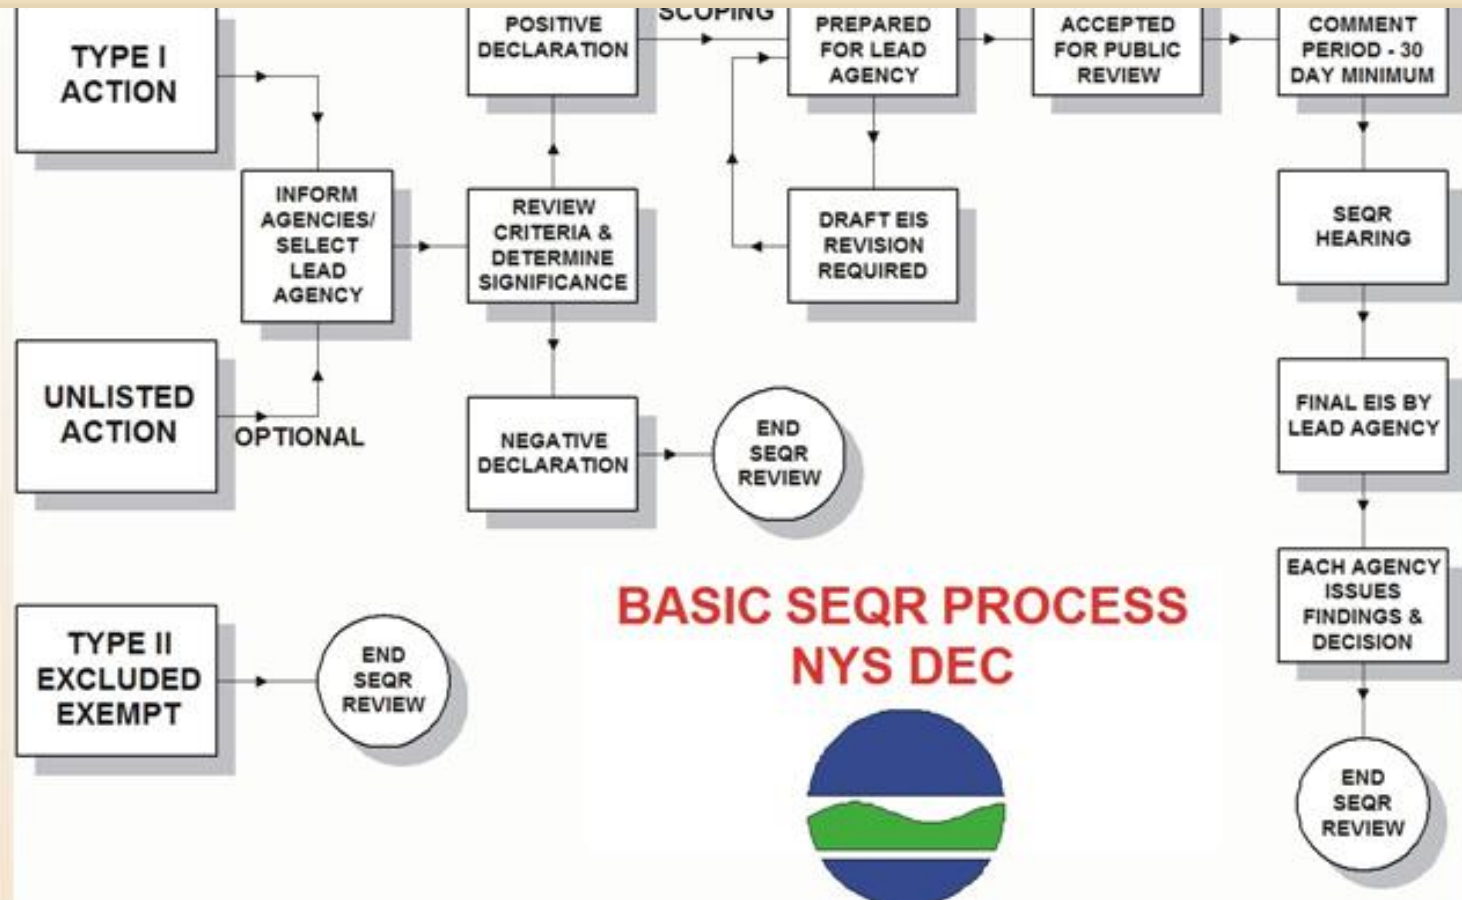 TYPE I
ACTION
INFORM
AGENCIES/
SELECT
LEAD
AGENCY
UNLISTED
ACTION
OPTIONAL
TYPE II
EXCLUDED
EXEMPT
END
SEQR
REVIEW
POSITIVE
DECLARATION
REVIEW
CRITERIA &
DETERMINE
SIGNIFICANCE
NEGATIVE
DECLARATION
END
SEQR
REVIEW
SCOPING
PREPARED
FOR LEAD
AGENCY
DRAFT EIS
REVISION
REQUIRED
ACCEPTED
FOR PUBLIC
REVIEW
COMMENT
PERIOD - 30
DAY MINIMUM
SEQR
HEARING
FINAL EIS BY
LEAD AGENCY
EACH AGENCY
ISSUES
FINDINGS &
DECISION
END
SEQR
REVIEW
BASIC SEQR PROCESS
NYS DEC